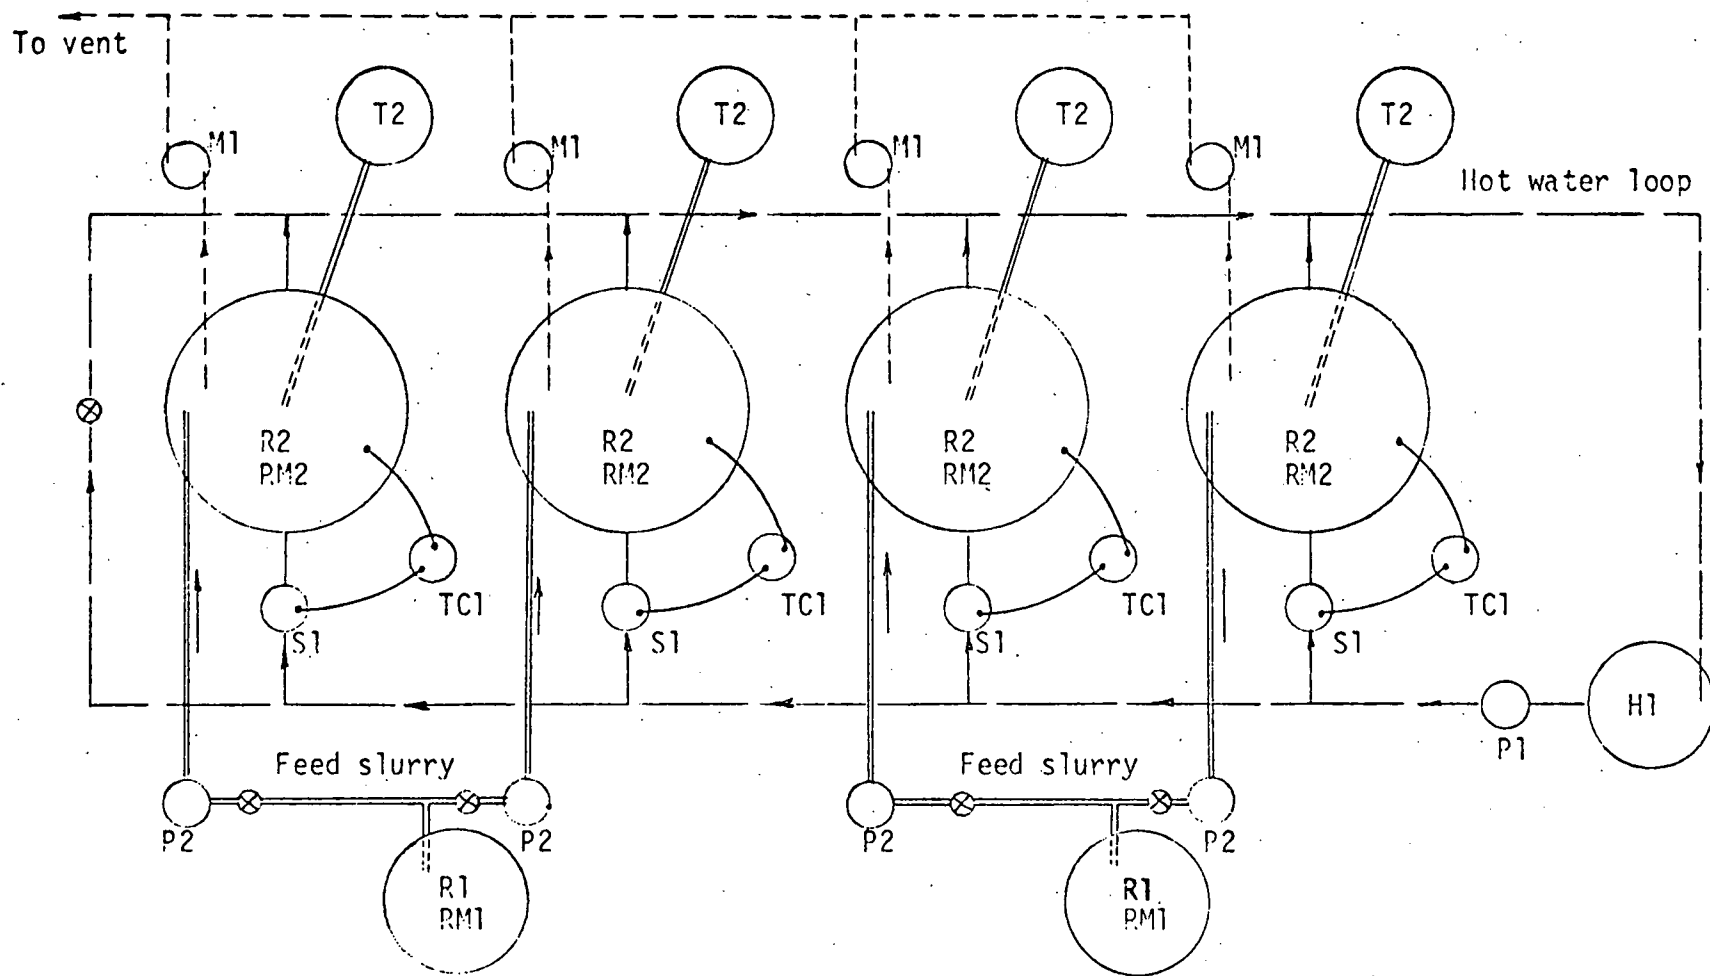 To vent
T2
T2
T2
T2
M1
M1
M1
M1
Hot water loop
R2
RM2
R2
RM2
R2
RM2
R2
RM2
TC1
TC1
TC1
TC1
S1
S1
S1
S1
H1
P1
Feed slurry
Feed slurry
P2
P2
P2
P2
R1
RM1
R1
RM1